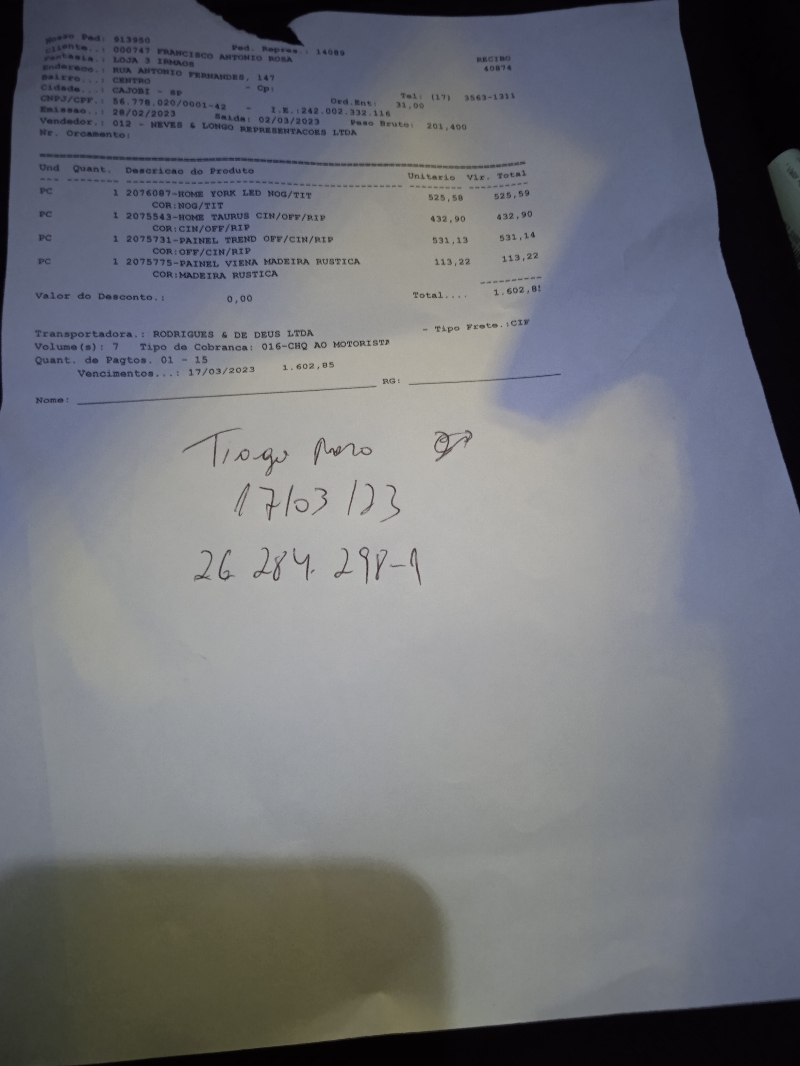 Nosso Ped: 913950 Ped. Repres.: 14089
Cliente..: 000747 FRANCISCO ANTONIO ROSA RECIBO
Fantasia.: LOJA 3 IRMAOS 40874
Endereco.: RUA ANTONIO FERNANDES, 147
Bairro...: CENTRO - Cp:
Cidade...: CAJOBI - SP Tel: (17) 3563-1311
CNPJ/CPF.: 56.778.020/0001-42 - I.E.:242.002.332.116 Ord.Ent: 31,00
Emissao..: 28/02/2023 Saida: 02/03/2023 Peso Bruto: 201,400
Vendedor.: 012 - NEVES & LONGO REPRESENTACOES LTDA
Nr. Orcamento:
Und Quant. Descricao do Produto Unitario Vlr. Total
PC 1 2076087-HOME YORK LED NOG/TIT 525,59 525,59
COR:NOG/TIT
PC 1 2075543-HOME TAURUS CIN/OFF/RIP 432,90 432,90
COR:CIN/OFF/RIP
PC 1 2075731-PAINEL TREND OFF/CIN/RIP 531,13 531,14
COR:OFF/CIN/RIP
PC 1 2075775-PAINEL VIENA MADEIRA RUSTICA 113,22 113,22
COR:MADEIRA RUSTICA
Valor do Desconto.: 0,00 Total.... 1.602,8
Transportadora.: RODRIGUES & DE DEUS LTDA - Tipo Frete.:CIF
Volume(s): 7 Tipo de Cobranca: 016-CHQ AO MOTORISTA
Quant. de Pagtos. 01 - 15
Vencimentos...: 17/03/2023 1.602,85
Nome: RG:
Tiago
17/03/23
26 284. 298-1